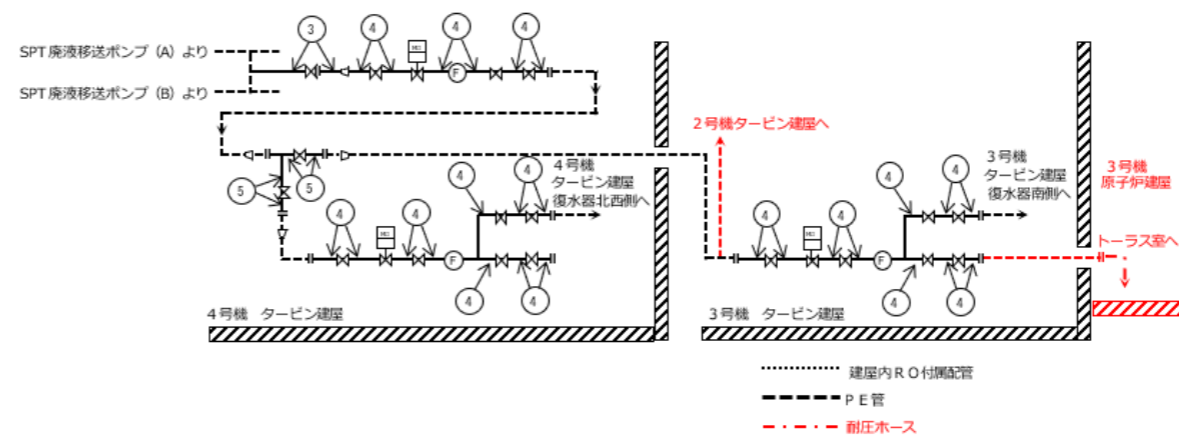 SPT廃液移送ポンプ（A）より
SPT廃液移送ポンプ（B）より
3
4
MO
4
4
F
2号機タービン建屋へ
5
5
4号機
タービン建屋
復水器北西側へ
4
4
3号機
タービン建屋
復水器南側へ
4
4
3号機
原子炉建屋
トーラス室へ
4
MO
4
F
4
4
4
MO
4
F
4
4
4号機 タービン建屋
3号機 タービン建屋
建屋内RO付属配管
PE管
耐圧ホース